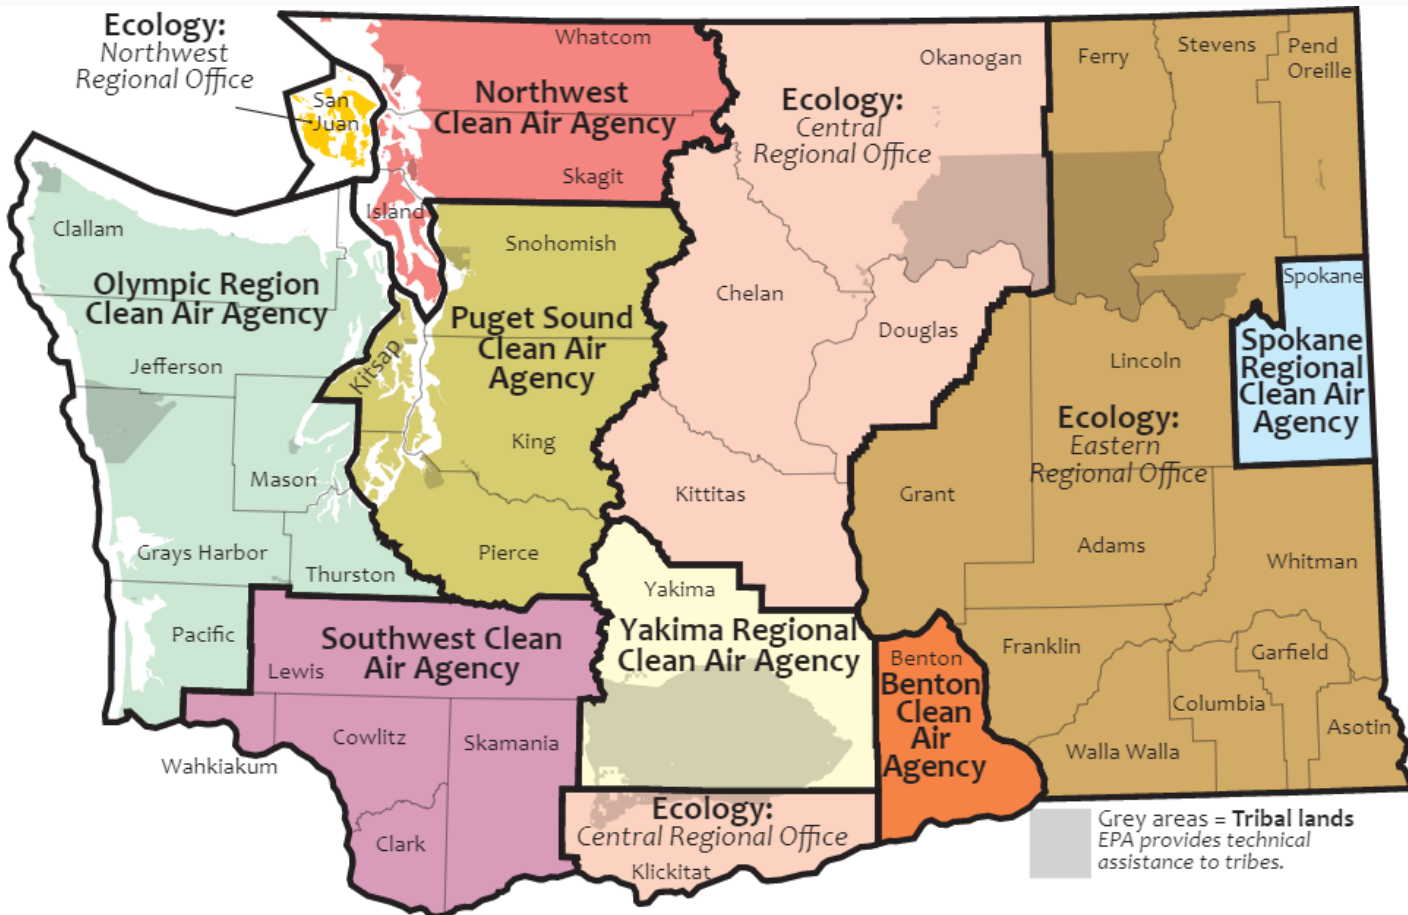 Ecology:
Northwest
Regional Office
San
Juan
Whatcom
Northwest
Clean Air Agency
Skagit
Island
Okanogan
Ecology:
Central
Regional Office
Ferry
Stevens
Pend
Oreille
Clallam
Olympic Region
Clean Air Agency
Jefferson
Mason
Grays Harbor
Thurston
Pacific
Snohomish
Puget Sound
Clean Air
Agency
Kitsap
King
Pierce
Chelan
Douglas
Kittitas
Spokane
Spokane
Regional
Clean Air
Agency
Lincoln
Ecology:
Eastern
Regional Office
Grant
Adams
Whitman
Yakima
Yakima Regional
Clean Air Agency
Southwest Clean
Air Agency
Lewis
Cowlitz
Skamania
Wahkiakum
Clark
Benton
Benton
Clean
Air
Agency
Franklin
Garfield
Columbia
Asotin
Walla Walla
Ecology:
Central Regional Office
Klickitat
Grey areas = Tribal lands
EPA provides technical
assistance to tribes.